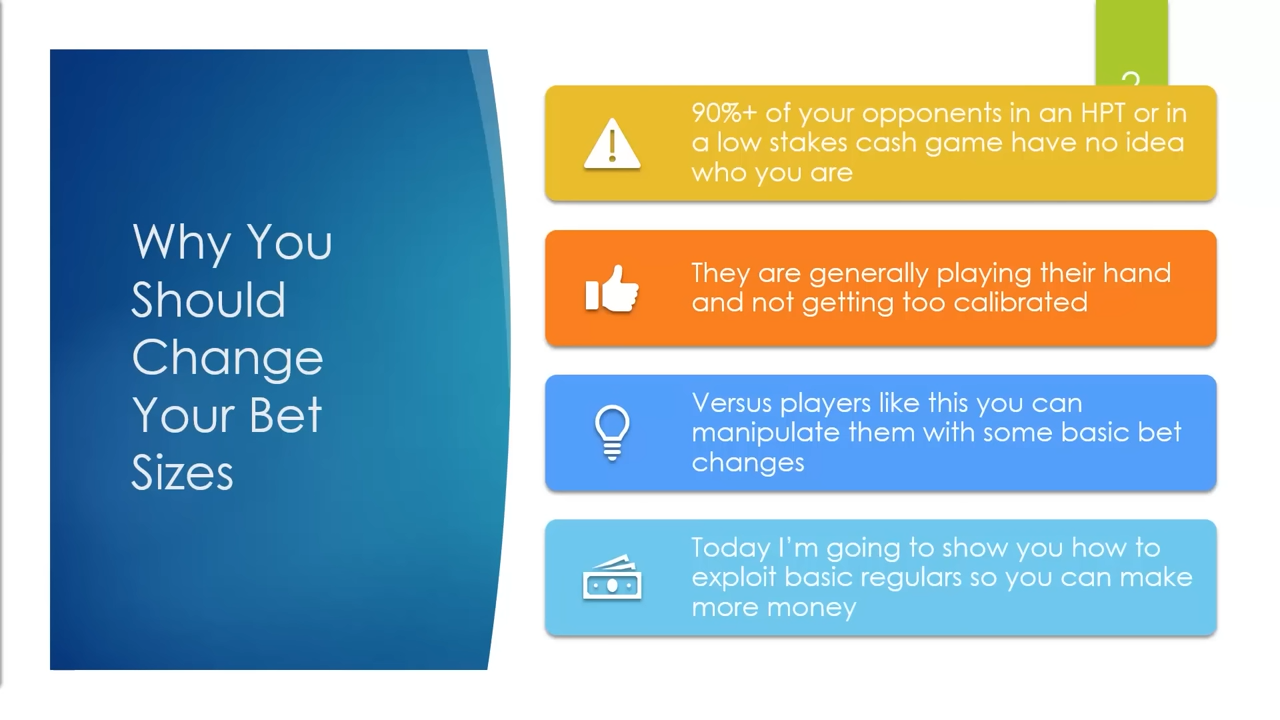 Why You
Should
Change
Your Bet
Sizes
90%+ of your opponents in an HPT or in
a low stakes cash game have no idea
who you are
They are generally playing their hand
and not getting too calibrated
Versus players like this you can
manipulate them with some basic bet
changes
Today I’m going to show you how to
exploit basic regulars so you can make
more money